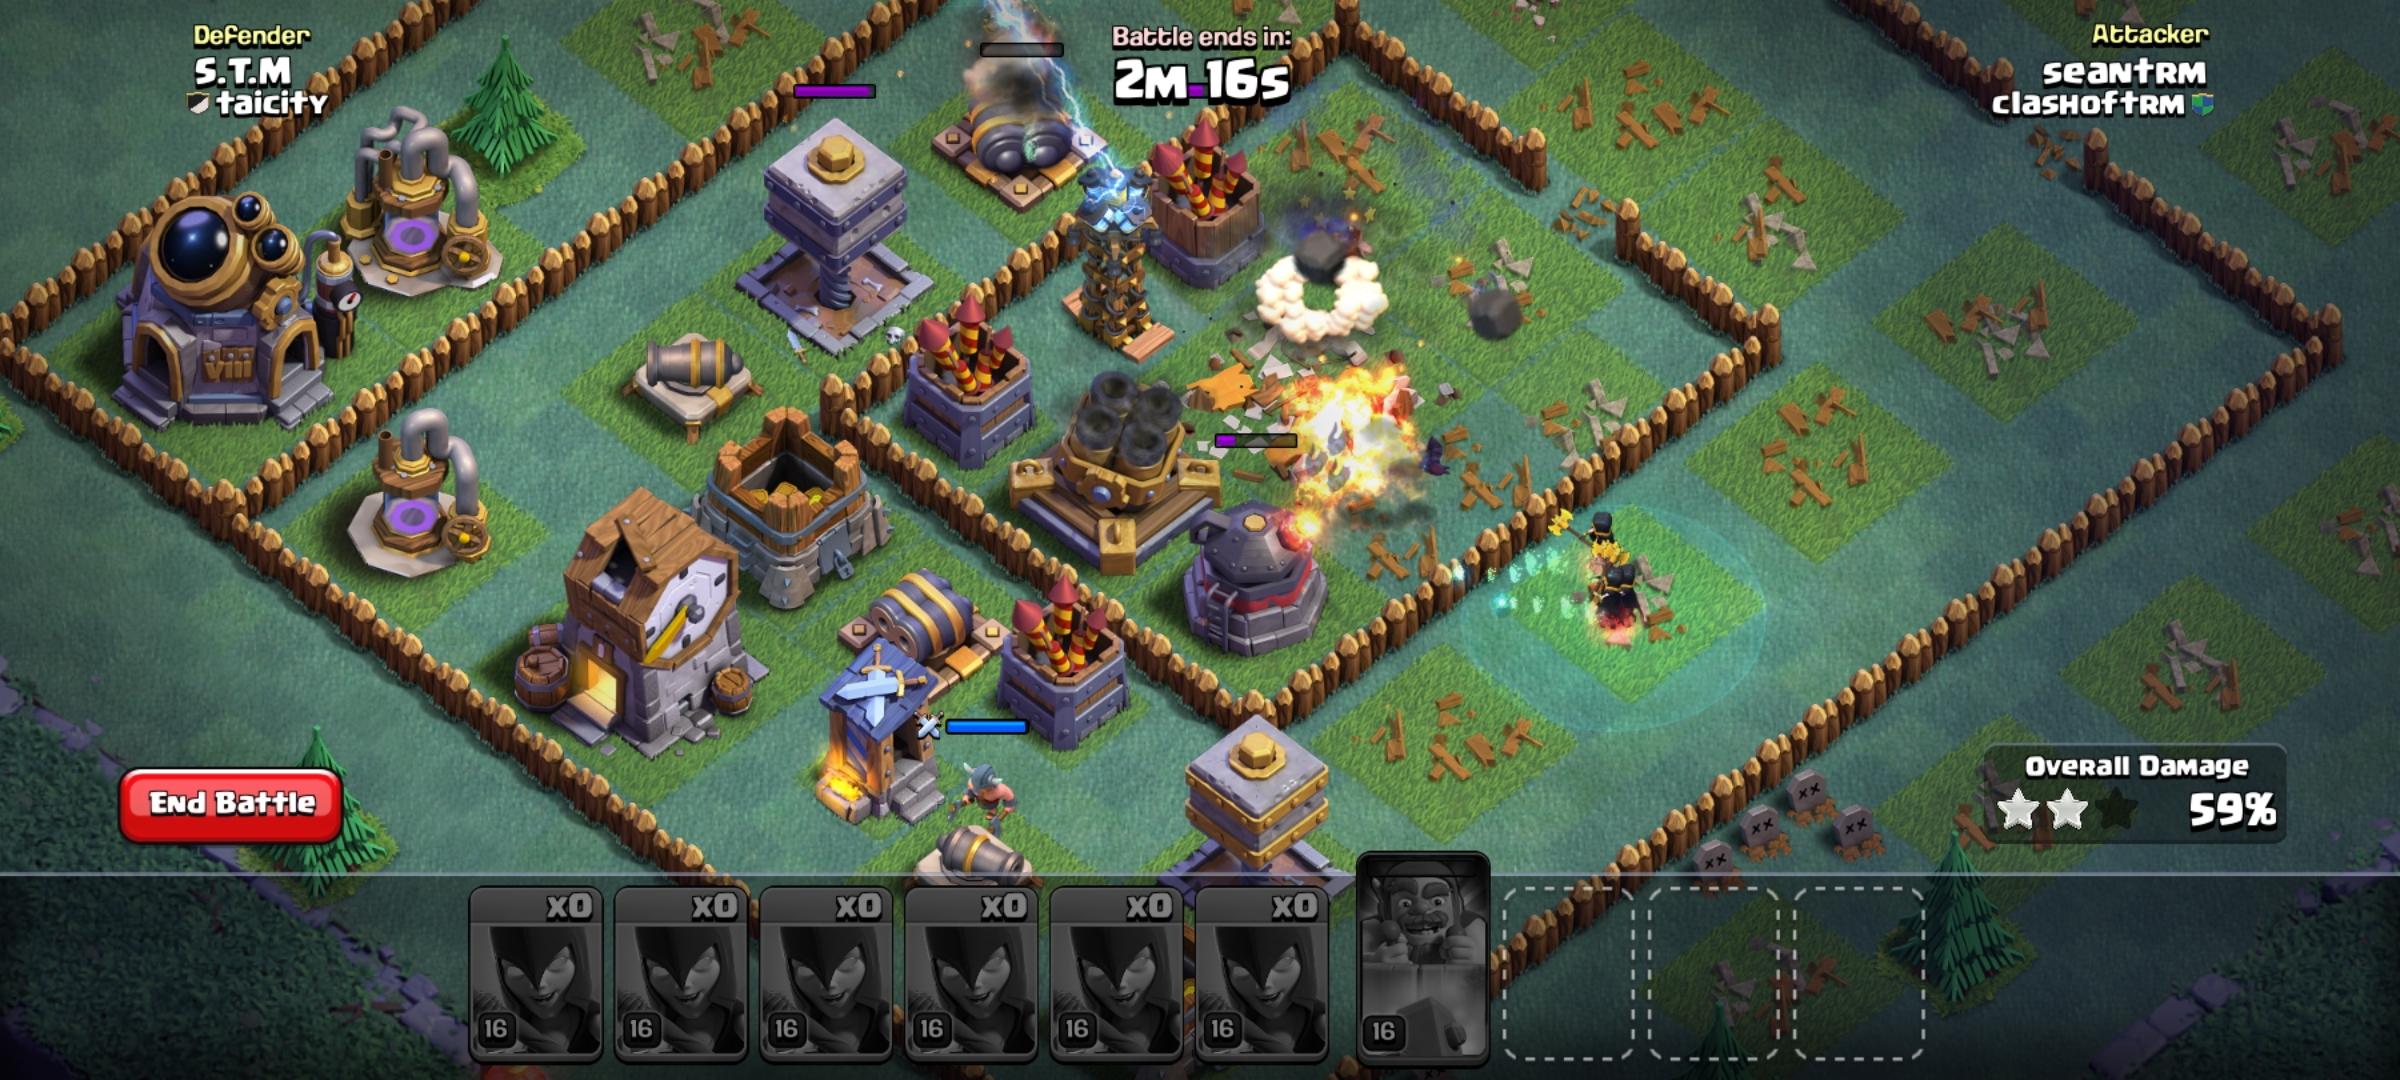 Defender
S.T.M
taicity
Battle ends in:
2M 16s
Attacker
seantRM
clashoftRM
VIII
End Battle
Overall Damage
59%
x0
x0
x0
x0
x0
x0
16
16
16
16
16
16
16